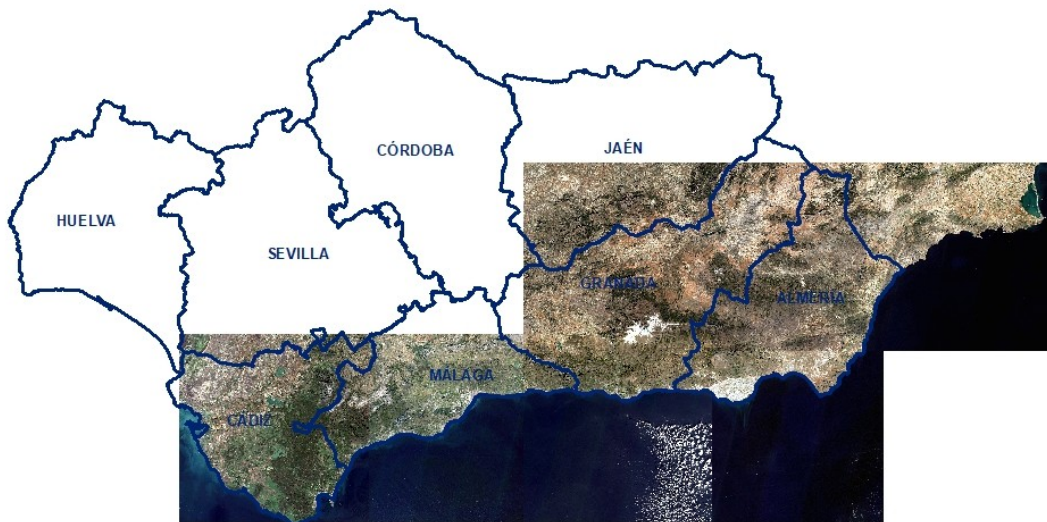 CÓRDOBA
JAÉN
HUELVA
SEVILLA
GRANADA
ALMERÍA
MÁLAGA
CÁDIZ